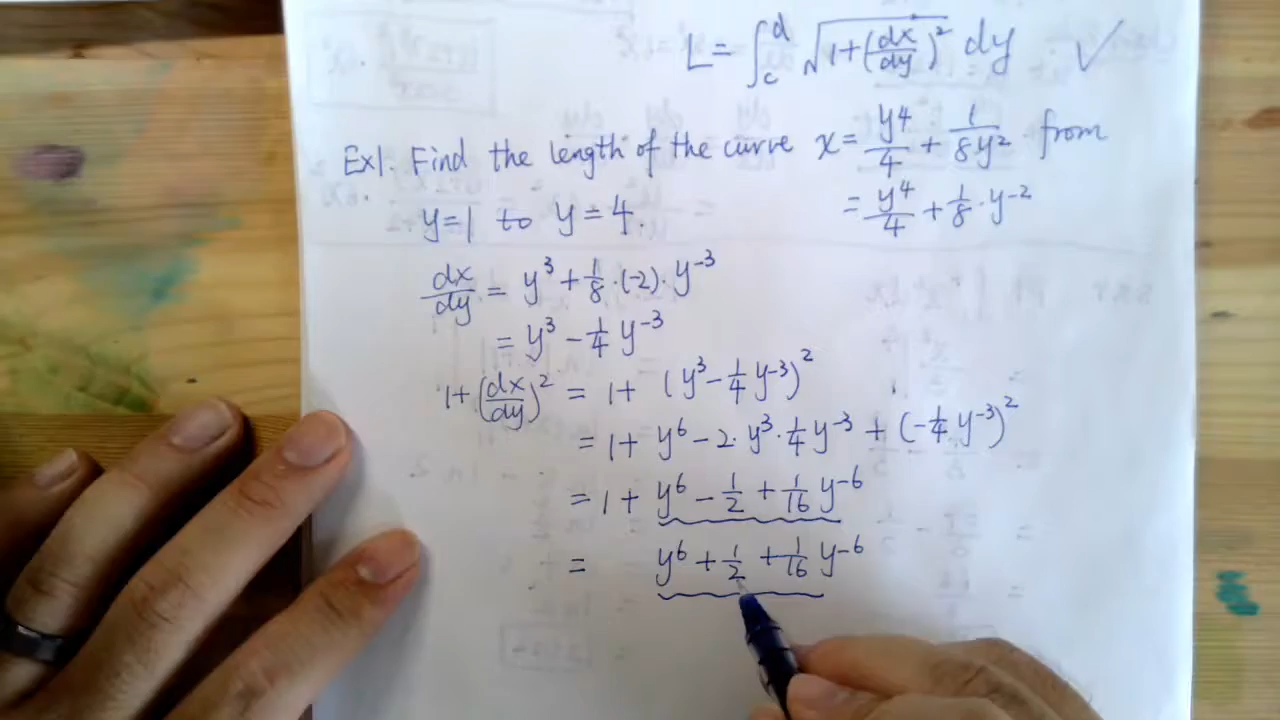 L = ∫_c^d √(1+(dx/dy)²) dy ✓
Ex1. Find the length of the curve x = y⁴/4 + 1/(8y²) from
y=1 to y=4. = y⁴/4 + 1/8 · y⁻²
dx/dy = y³ + 1/8 · (-2) · y⁻³
= y³ - 1/4 y⁻³
1+(dx/dy)² = 1+ (y³ - 1/4 y⁻³)²
= 1+ y⁶ - 2 · y³ · 1/4 y⁻³ + (-1/4 y⁻³)²
= 1 + y⁶ - 1/2 + 1/16 y⁻⁶
= y⁶ + 1/2 + 1/16 y⁻⁶